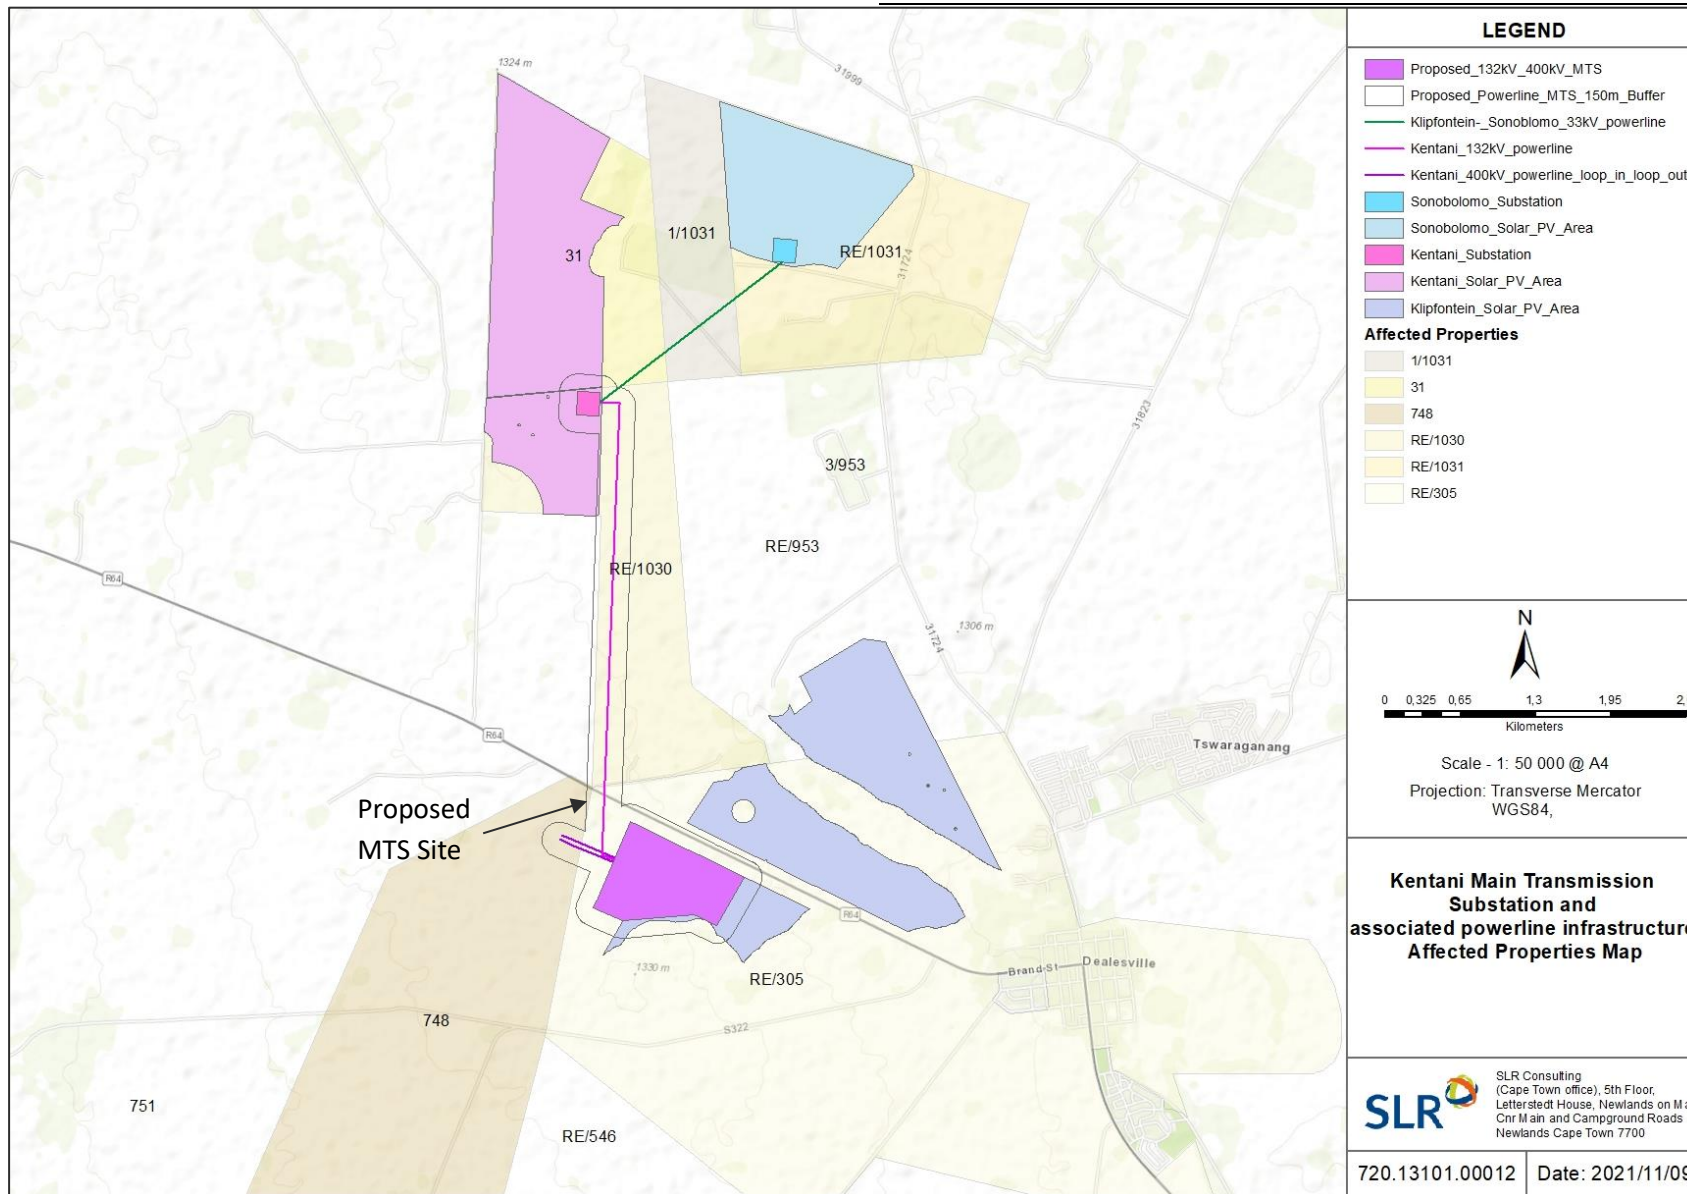 1324 m
31999
1/1031
31
RE/1031
31724
31823
3/953
RE/953
R64
RE/1030
1306 m
31724
R64
Tswaraganang
Proposed
MTS Site
R64
Brand-St
Dealesville
1330 m
RE/305
748
S322
751
RE/546
LEGEND
Proposed_132kV_400kV_MTS
Proposed_Powerline_MTS_150m_Buffer
Klipfontein-_Sonoblomo_33kV_powerline
Kentani_132kV_powerline
Kentani_400kV_powerline_loop_in_loop_out
Sonobolomo_Substation
Sonobolomo_Solar_PV_Area
Kentani_Substation
Kentani_Solar_PV_Area
Klipfontein_Solar_PV_Area
Affected Properties
1/1031
31
748
RE/1030
RE/1031
RE/305
N
0 0,325 0,65 1,3 1,95 2,
Kilometers
Scale - 1: 50 000 @ A4
Projection: Transverse Mercator
WGS84,
Kentani Main Transmission
Substation and
associated powerline infrastructure
Affected Properties Map
SLR
SLR Consulting
(Cape Town office), 5th Floor,
Letterstedt House, Newlands on Ma
Cnr Main and Campground Roads
Newlands Cape Town 7700
720.13101.00012
Date: 2021/11/09